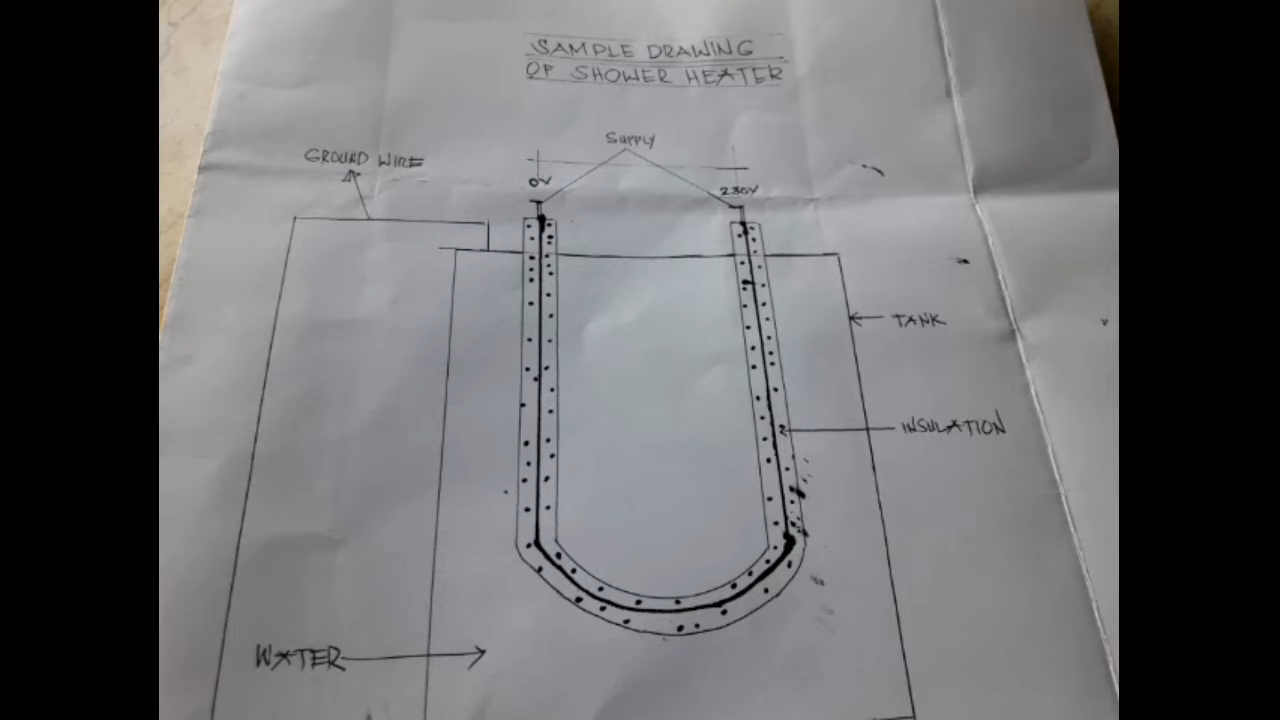 SAMPLE DRAWING
OF SHOWER HEATER
SUPPLY
GROUND WIRE
0V
230V
TANK
INSULATION
WATER